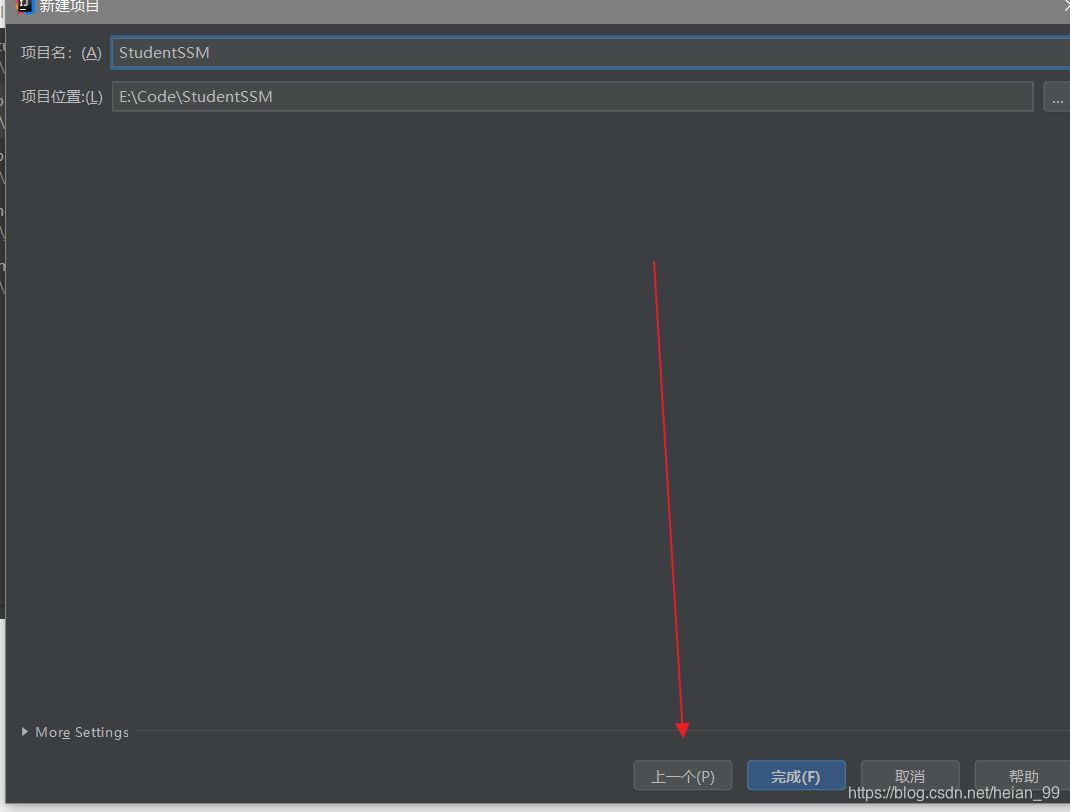 新建项目
项目名：(A) StudentSSM
项目位置:(L) E:\Code\StudentSSM
...
More Settings
上一个(P) 完成(F) 取消 帮助
https://blog.csdn.net/heian_99